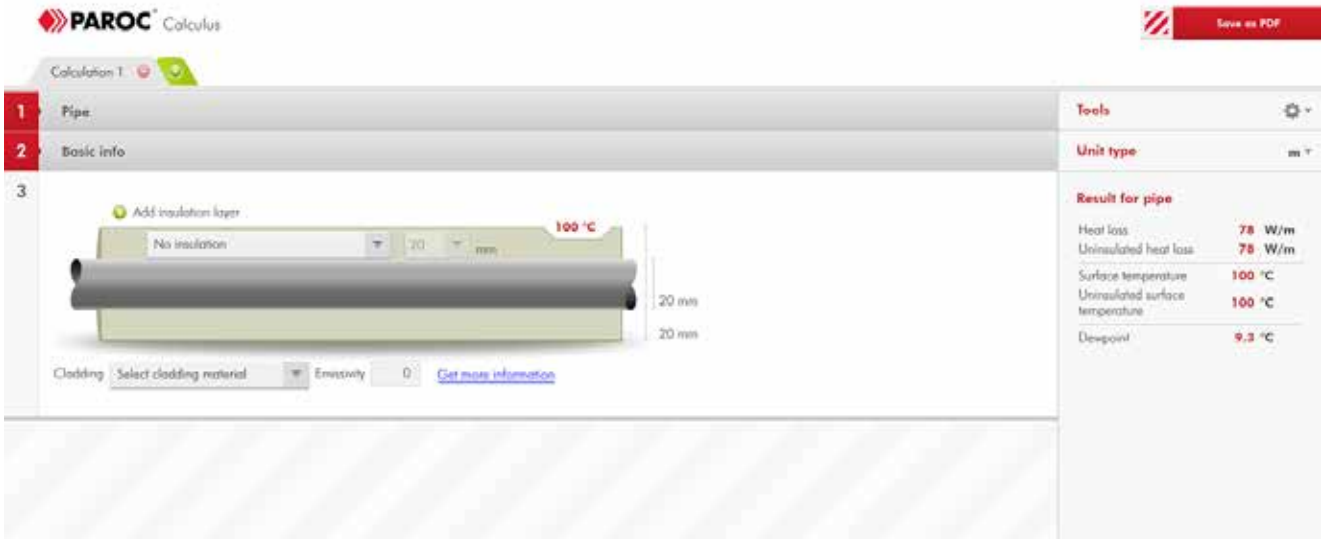 PAROC® Calculus
Save as PDF
Calculation 1
1 Pipe
2 Basic info
3
Add insulation layer
100 °C
No insulation 20 mm
20 mm
20 mm
Cladding Select cladding material Emissivity 0 Get more information
Tools
Unit type m
Result for pipe
Heat loss 78 W/m
Uninsulated heat loss 78 W/m
Surface temperature 100 °C
Uninsulated surface
temperature 100 °C
Dewpoint 9.3 °C